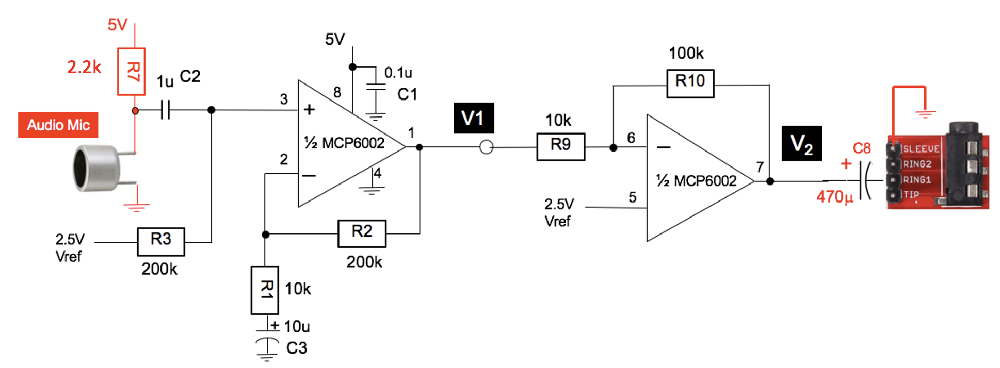 5V
2.2k
R7
1u
C2
Audio Mic
2.5V
Vref
R3
200k
3
+
5V
8
0.1u
C1
½ MCP6002
2
−
4
1
R2
200k
R1
10k
+
10u
C3
V1
10k
R9
100k
R10
6
−
½ MCP6002
7
5
2.5V
Vref
V₂
C8
+
470µ
SLEEVE
RING2
RING1
TIP